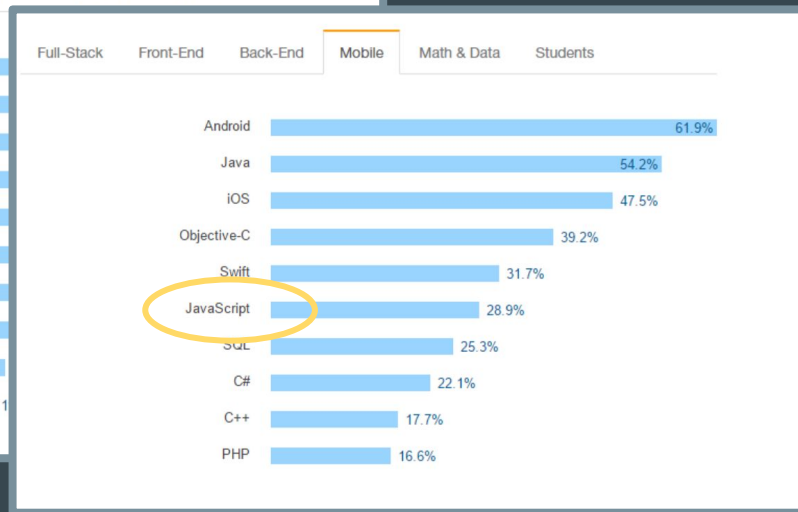 Full-Stack Front-End Back-End Mobile Math & Data Students
Android 61.9%
Java 54.2%
iOS 47.5%
Objective-C 39.2%
Swift 31.7%
JavaScript 28.9%
SQL 25.3%
C# 22.1%
C++ 17.7%
PHP 16.6%
1